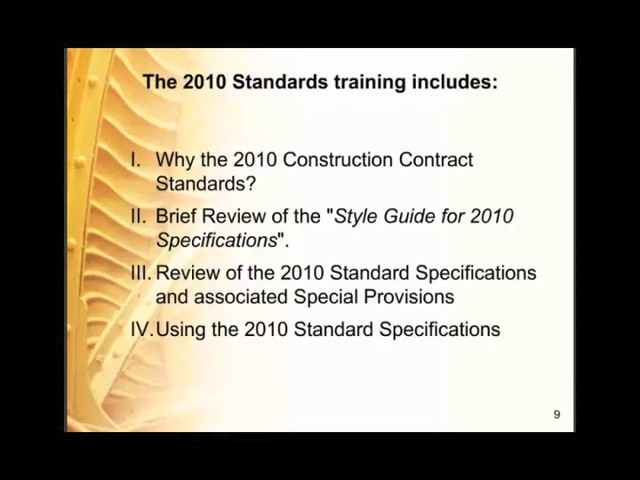 The 2010 Standards training includes:
I. Why the 2010 Construction Contract
Standards?
II. Brief Review of the "Style Guide for 2010
Specifications".
III. Review of the 2010 Standard Specifications
and associated Special Provisions
IV. Using the 2010 Standard Specifications
9